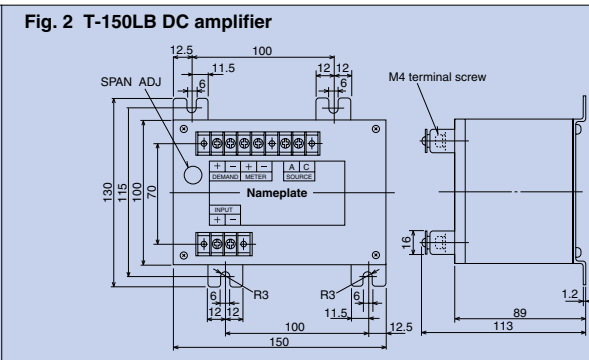 Fig. 2 T-150LB DC amplifier
12.5
100
11.5
12 12
6
6
SPAN ADJ
M4 terminal screw
+ - + - A C
DEMAND METER SOURCE
Nameplate
INPUT
+ -
130
115
100
70
16
R3
R3
6
6
12 12
11.5
12.5
100
150
1.2
89
113